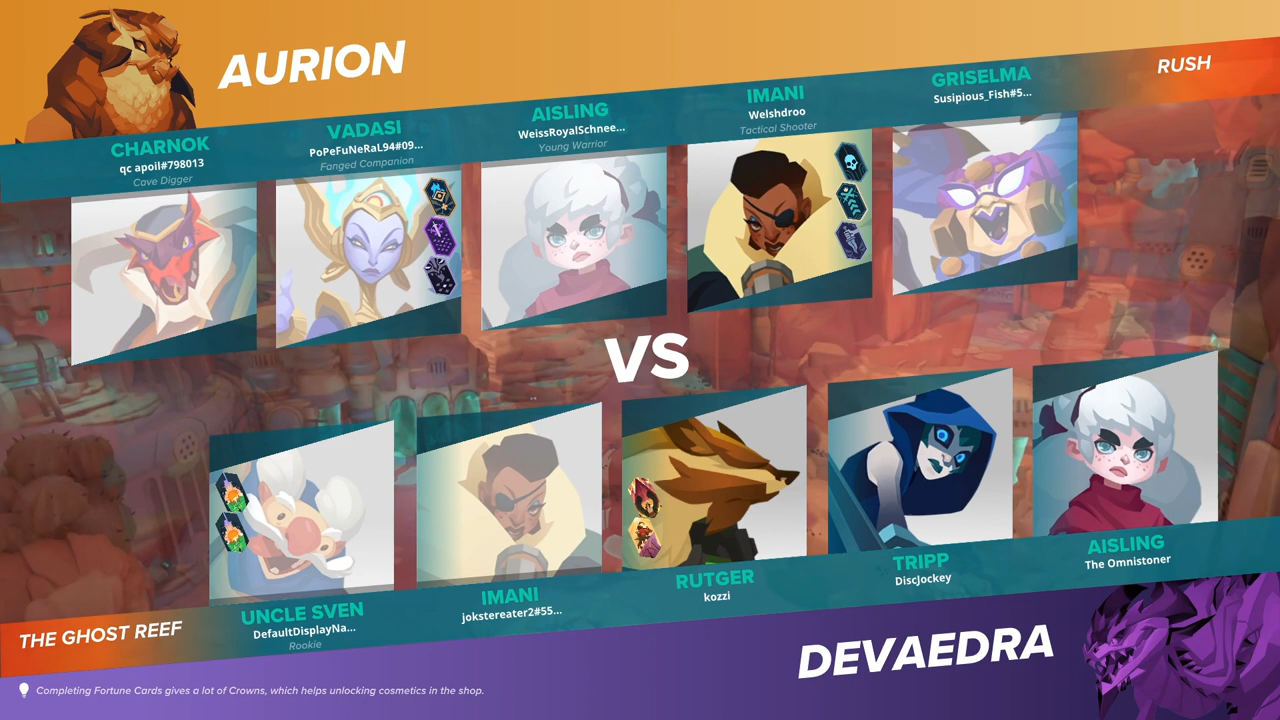 AURION
RUSH
CHARNOK
qc apoil#798013
Cave Digger
VADASI
PoPeFuNeRaL94#09...
Fanged Companion
AISLING
WeissRoyalSchnee...
Young Warrior
IMANI
Welshdroo
Tactical Shooter
GRISELMA
Susipious_Fish#5...
VS
UNCLE SVEN
DefaultDisplayNa...
Rookie
IMANI
jokstereater2#55...
RUTGER
kozzi
TRIPP
DiscJockey
AISLING
The Omnistoner
THE GHOST REEF
DEVAEDRA
Completing Fortune Cards gives a lot of Crowns, which helps unlocking cosmetics in the shop.